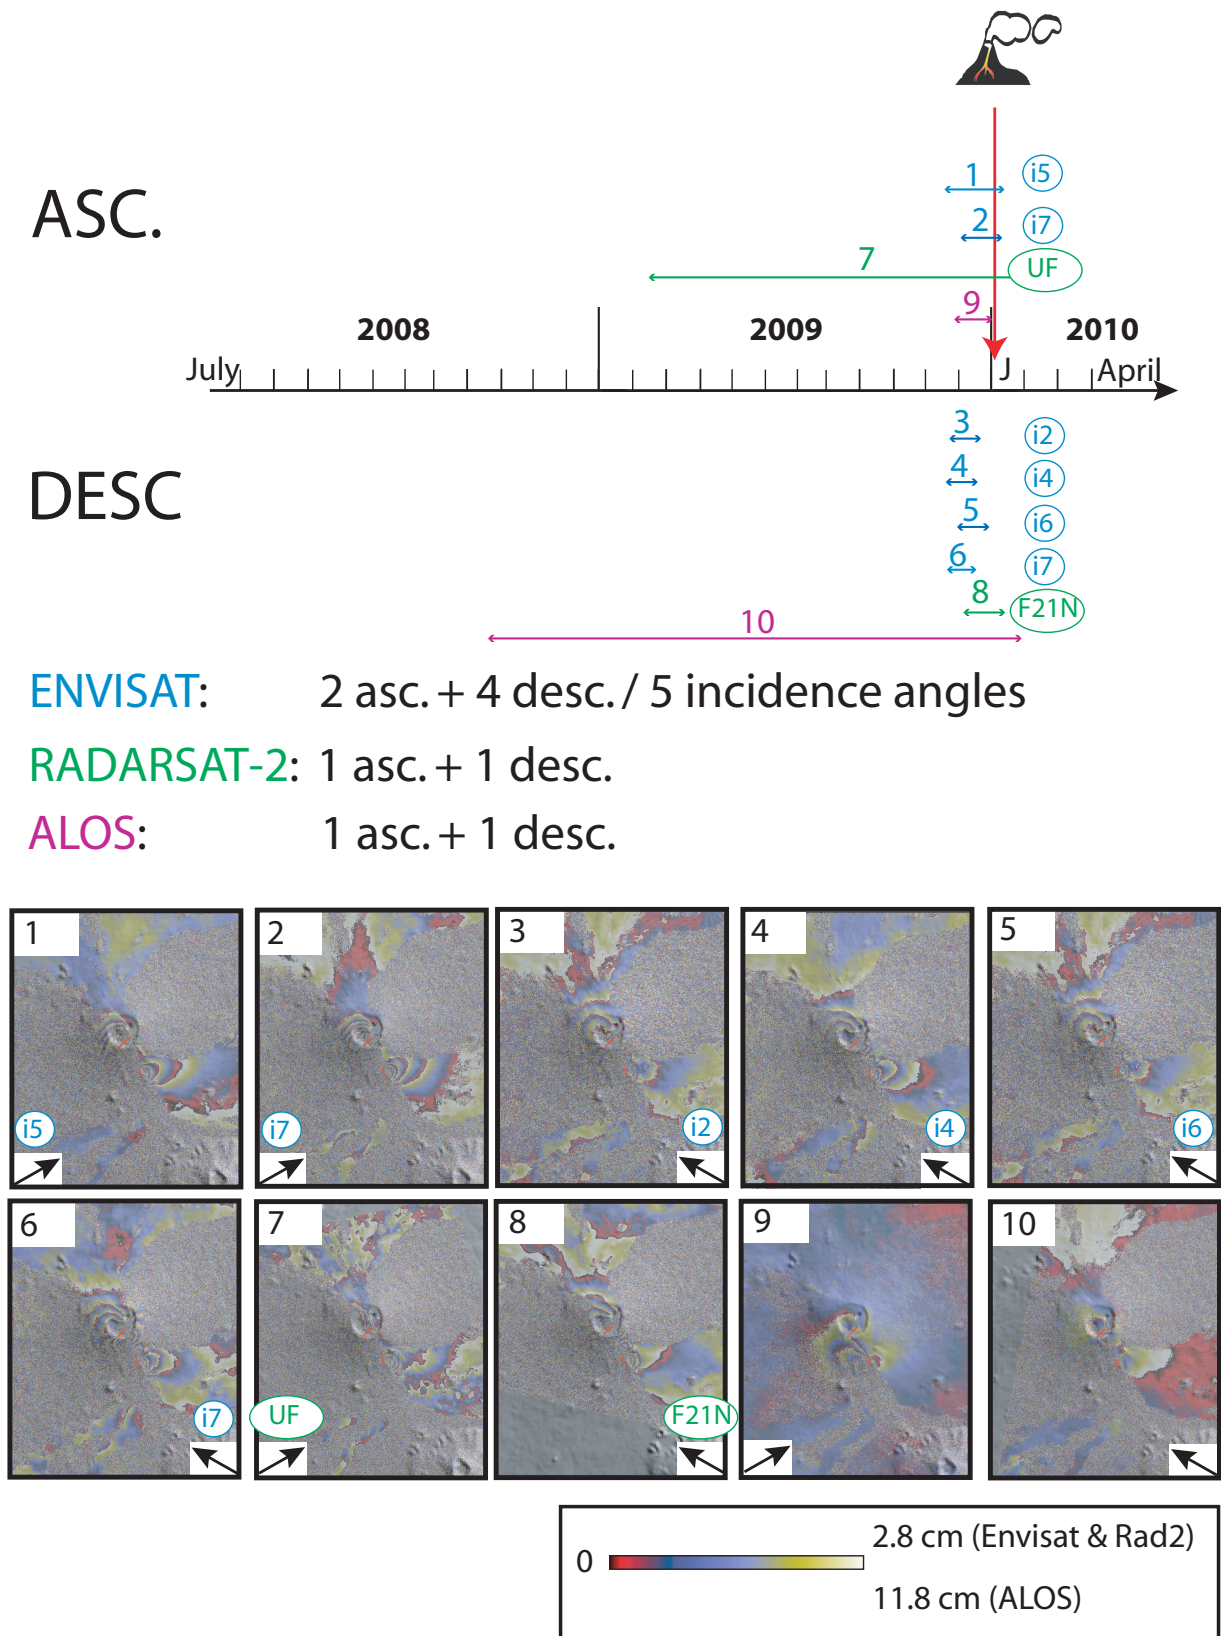 ASC.
1 i5
2 i7
7 UF
9
2008 2009 2010
July J April
DESC
3 i2
4 i4
5 i6
6 i7
8 F21N
10
ENVISAT: 2 asc. + 4 desc. / 5 incidence angles
RADARSAT-2: 1 asc. + 1 desc.
ALOS: 1 asc. + 1 desc.
1 2 3 4 5
i5 i7 i2 i4 i6
6 7 8 9 10
i7 UF F21N
2.8 cm (Envisat & Rad2)
0
11.8 cm (ALOS)